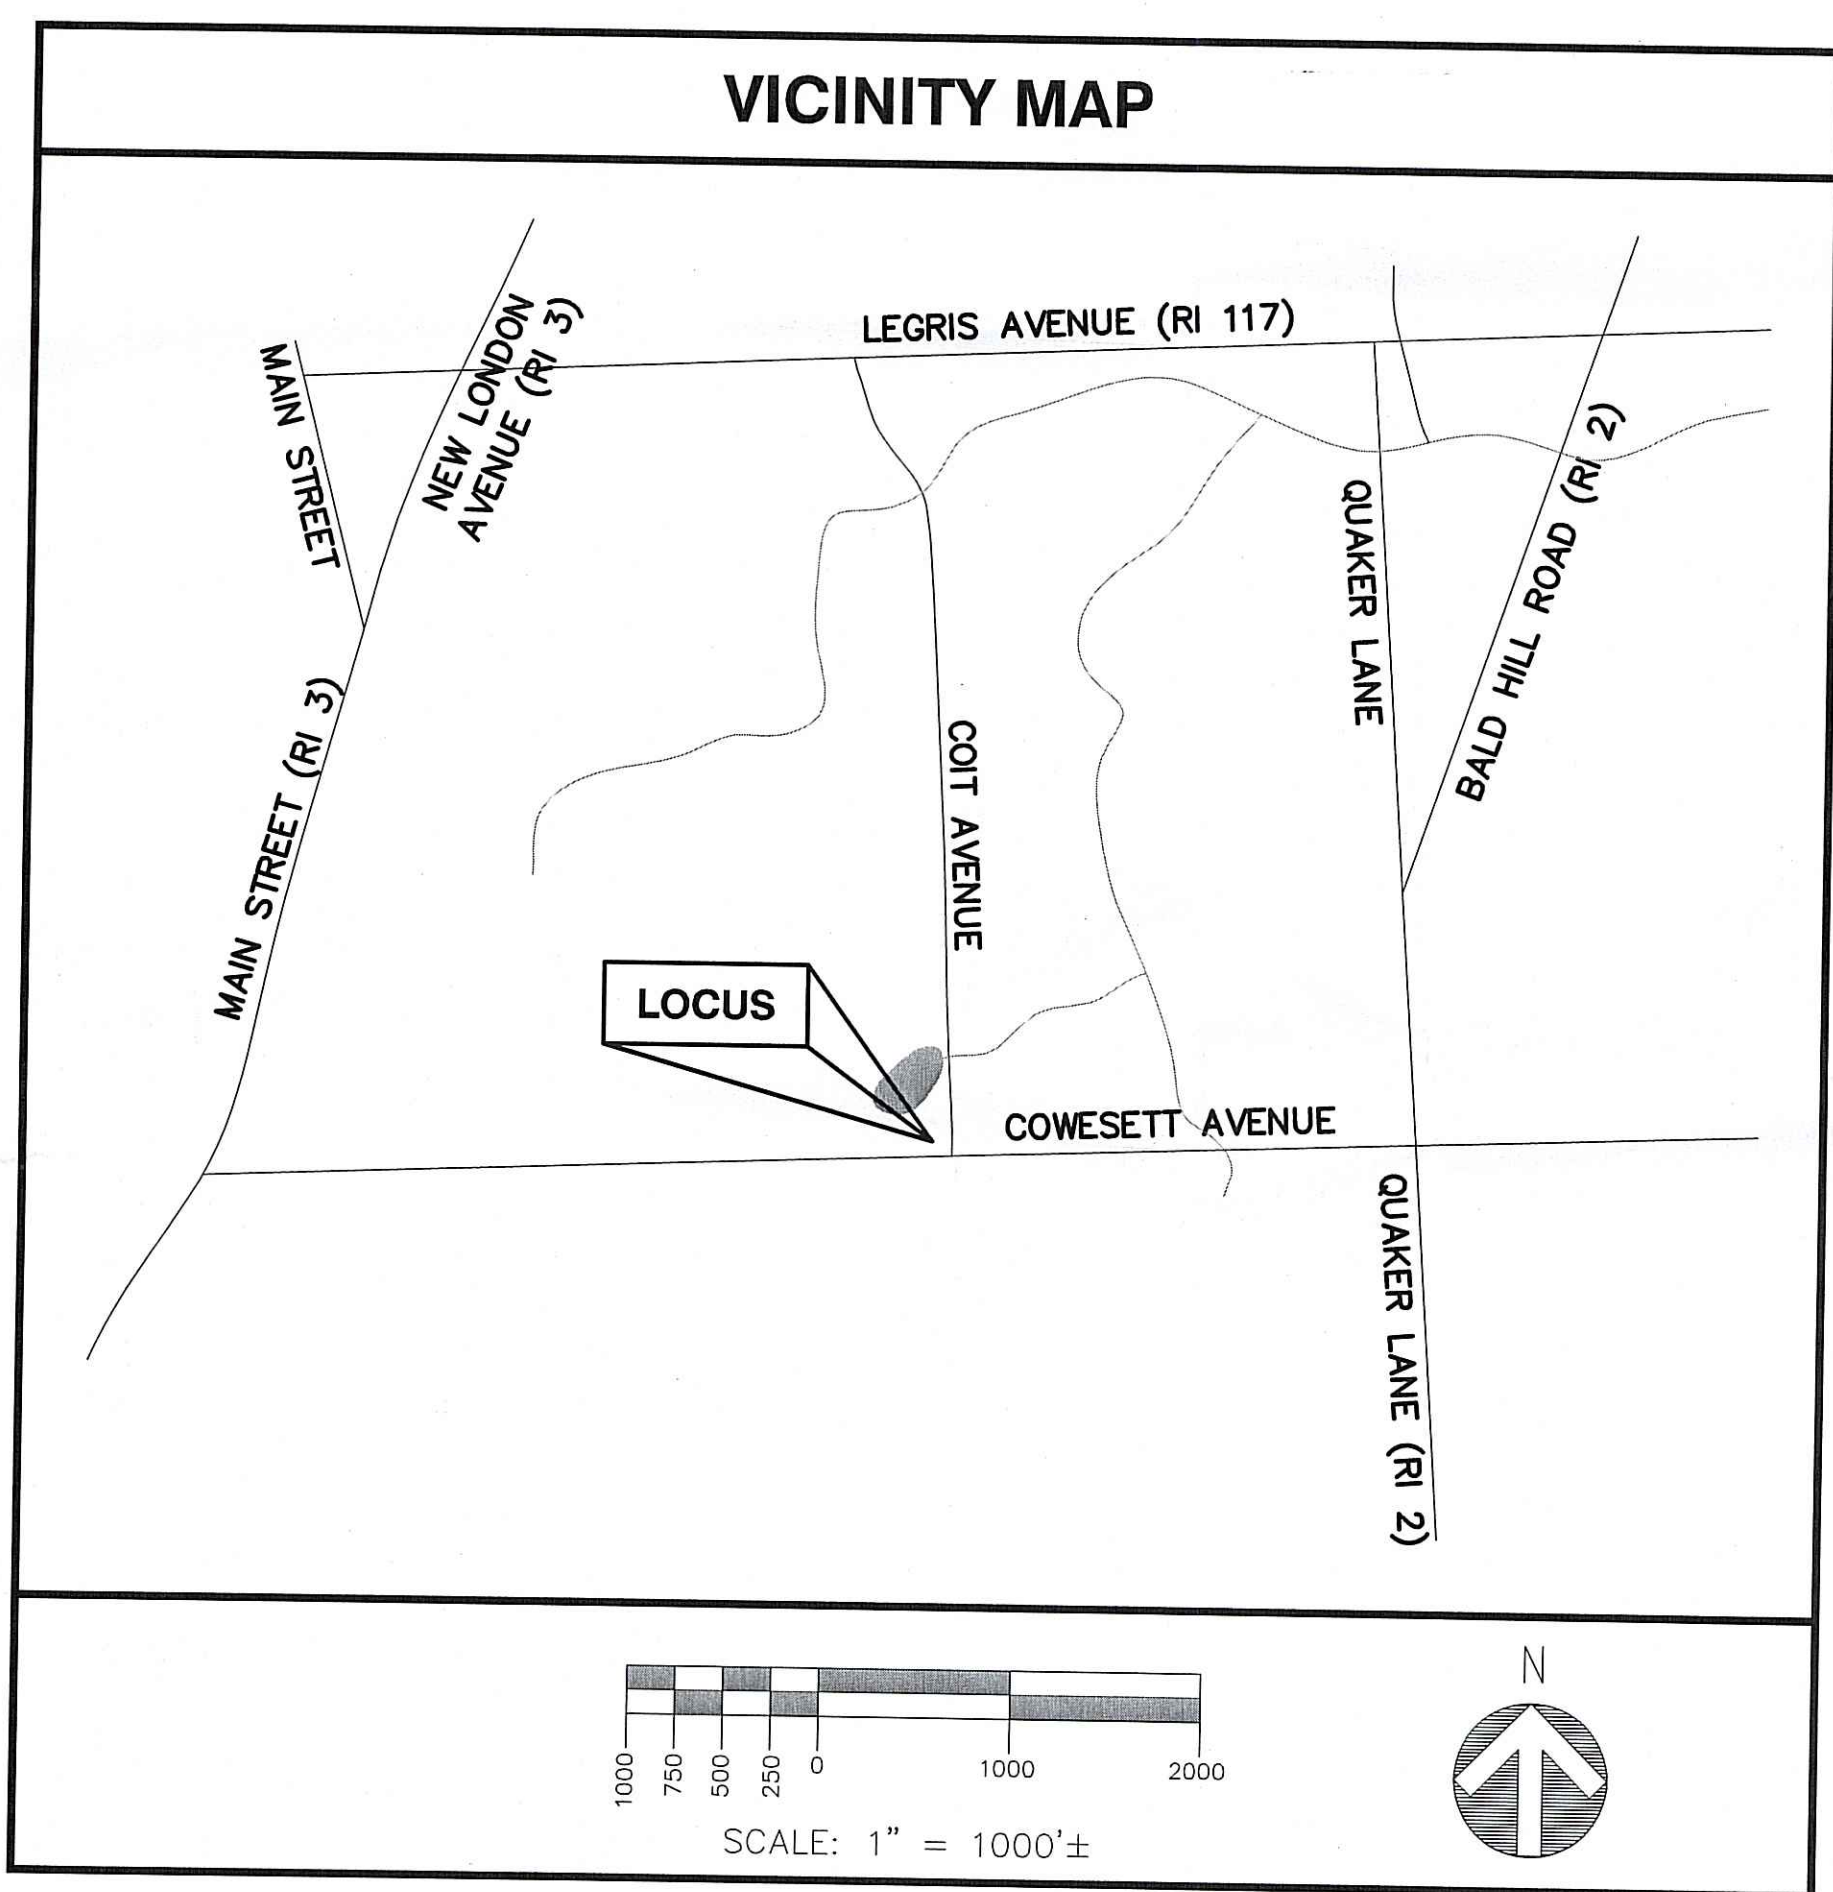 VICINITY MAP
LEGRIS AVENUE (RI 117)
MAIN STREET
NEW LONDON
AVENUE (RI 3)
QUAKER LANE
BALD HILL ROAD (RI 2)
MAIN STREET (RI 3)
COIT AVENUE
LOCUS
COWESETT AVENUE
QUAKER LANE (RI 2)
N
1000 750 500 250 0 1000 2000
SCALE: 1" = 1000'±